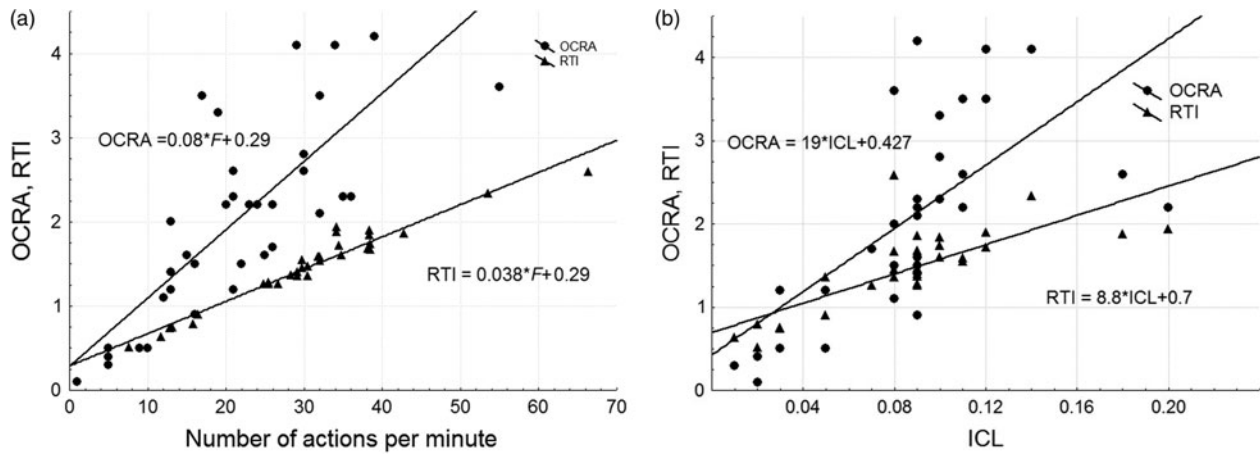 (a)
OCRA, RTI
4
3
2
1
0
OCRA
RTI
OCRA =0.08*F+0.29
RTI = 0.038*F+0.29
0 10 20 30 40 50 60 70
Number of actions per minute
(b)
OCRA, RTI
4
3
2
1
0
OCRA
RTI
OCRA = 19*ICL+0.427
RTI = 8.8*ICL+0.7
0.04 0.08 0.12 0.16 0.20
ICL